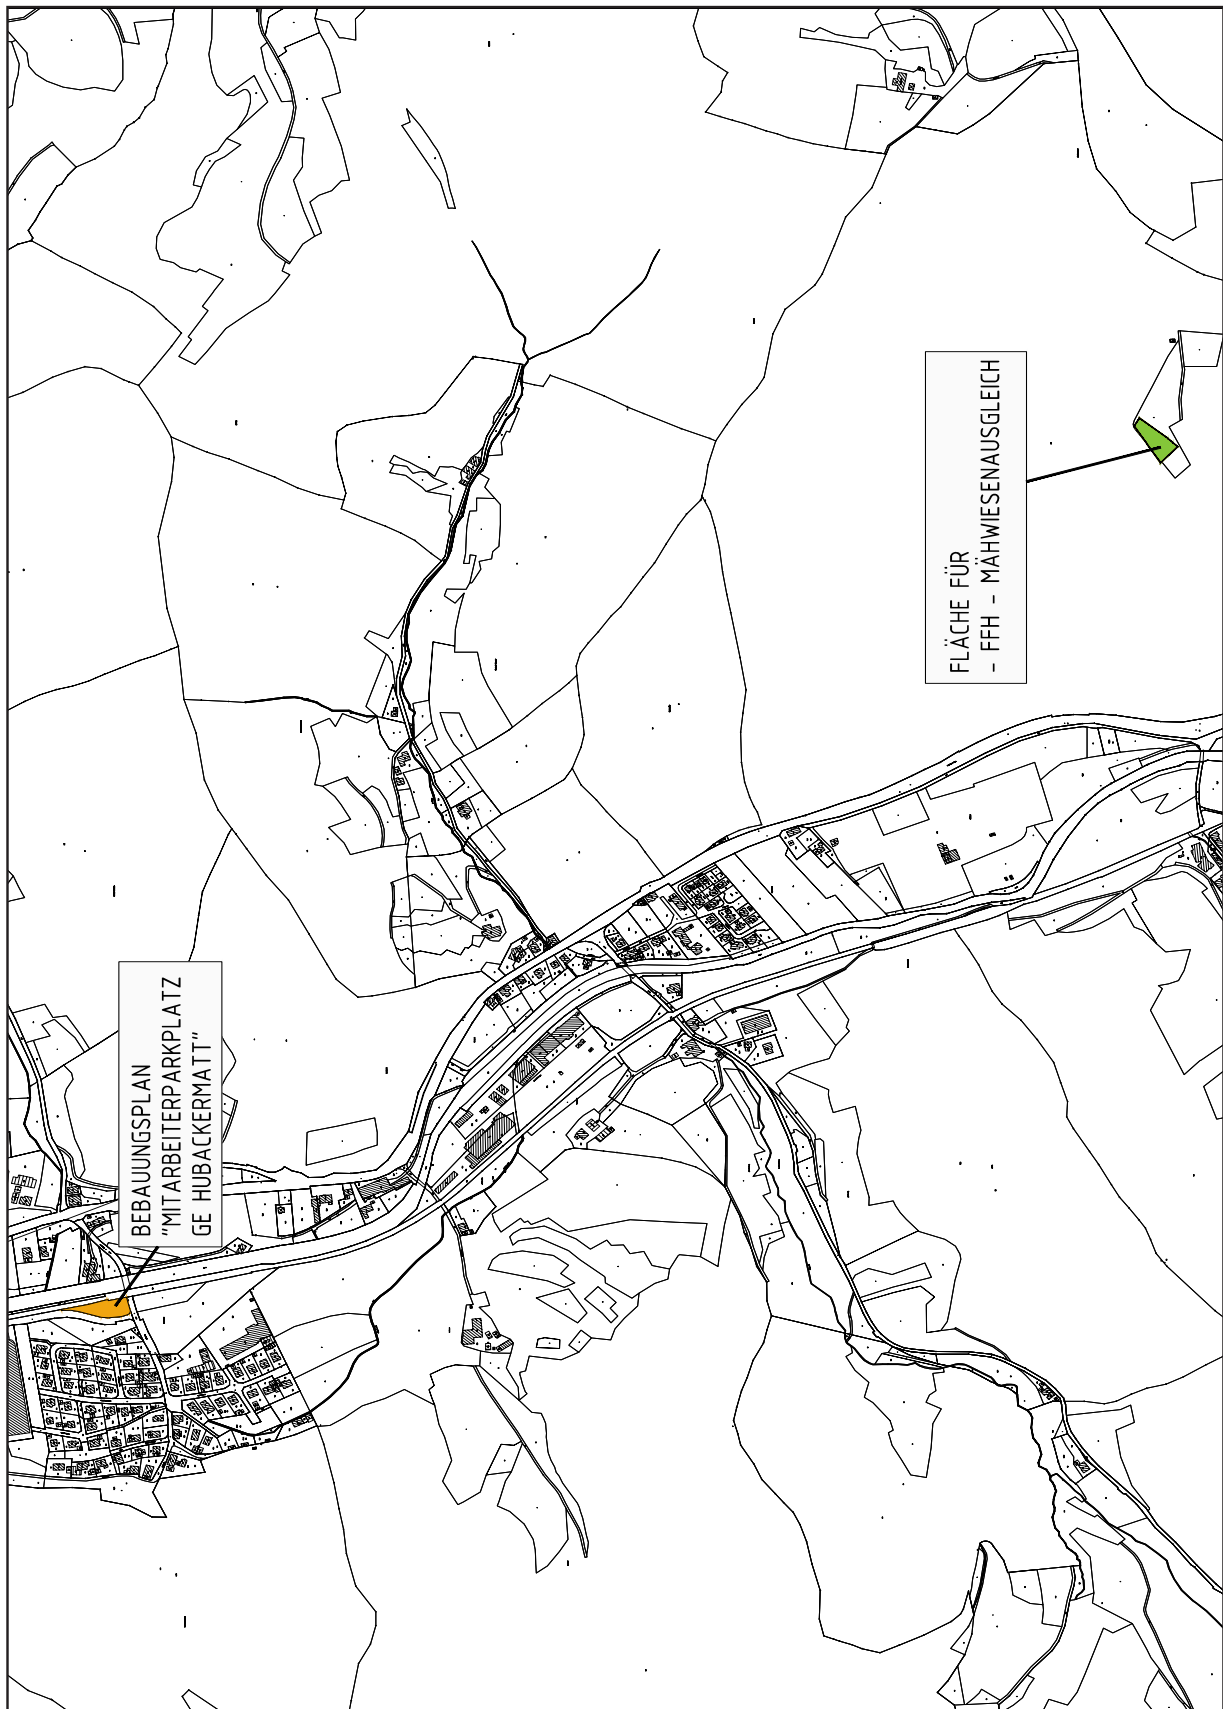 BEBAUUNGSPLAN
"MITARBEITERPARKPLATZ
GE HUBACKERMATT"
FLÄCHE FÜR
- FFH - MÄHWIESENAUSGLEICH